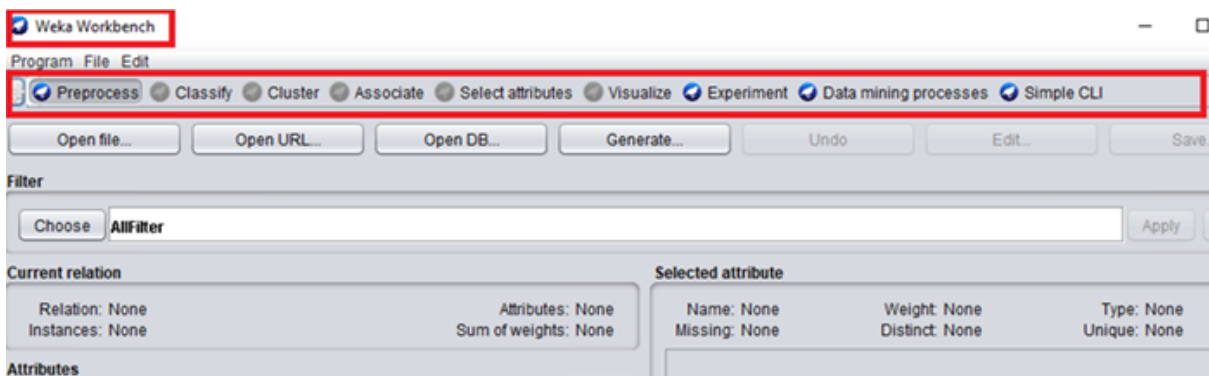 Weka Workbench
Program File Edit
Preprocess Classify Cluster Associate Select attributes Visualize Experiment Data mining processes Simple CLI
Open file... Open URL... Open DB... Generate... Undo Edit... Save.
Filter
Choose AllFilter Apply
Current relation Selected attribute
Relation: None Attributes: None Name: None Weight: None Type: None
Instances: None Sum of weights: None Missing: None Distinct: None Unique: None
Attributes